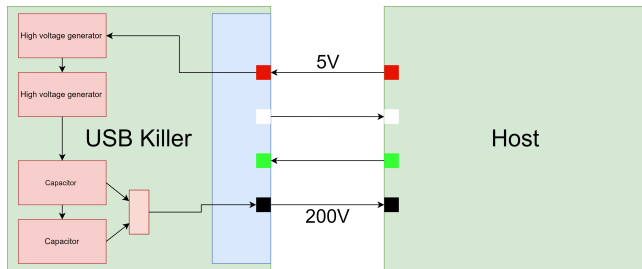 High voltage generator
5V
High voltage generator
USB Killer
Host
Capacitor
200V
Capacitor